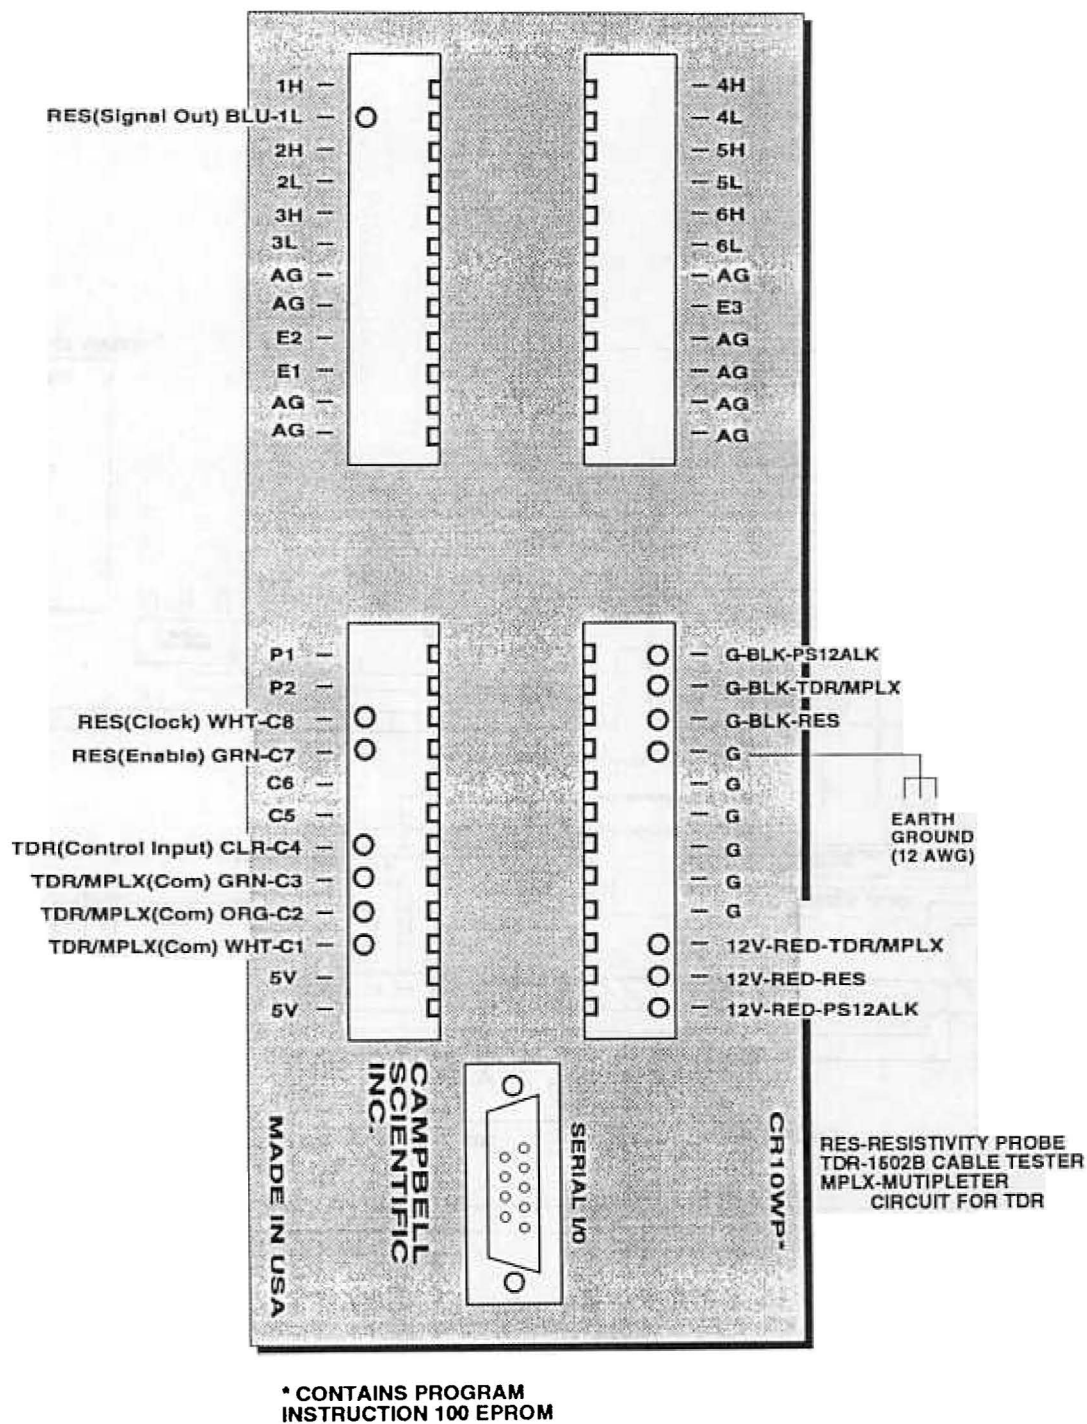 1H
RES(Signal Out) BLU-1L
2H
2L
3H
3L
AG
AG
E2
E1
AG
AG
4H
4L
5H
5L
6H
6L
AG
E3
AG
AG
AG
AG
P1
P2
RES(Clock) WHT-C8
RES(Enable) GRN-C7
C6
C5
TDR(Control Input) CLR-C4
TDR/MPLX(Com) GRN-C3
TDR/MPLX(Com) ORG-C2
TDR/MPLX(Com) WHT-C1
5V
5V
G-BLK-PS12ALK
G-BLK-TDR/MPLX
G-BLK-RES
G
G
G
G
G
G
12V-RED-TDR/MPLX
12V-RED-RES
12V-RED-PS12ALK
EARTH
GROUND
(12 AWG)
CAMPBELL
SCIENTIFIC
INC.
MADE IN USA
SERIAL I/O
CR10WP*
RES-RESISTIVITY PROBE
TDR-1502B CABLE TESTER
MPLX-MUTIPLETER
CIRCUIT FOR TDR
* CONTAINS PROGRAM
INSTRUCTION 100 EPROM